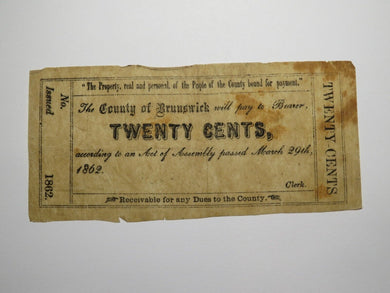 "The Property, real and personal, of the People of the County bound for payment."
The County of Brunswick will pay to Bearer,
TWENTY CENTS,
according to an Act of Assembly passed March 29th,
1862.
Clerk.
Receivable for any Dues to the County.
No.
Issued
1862.
TWENTY CENTS